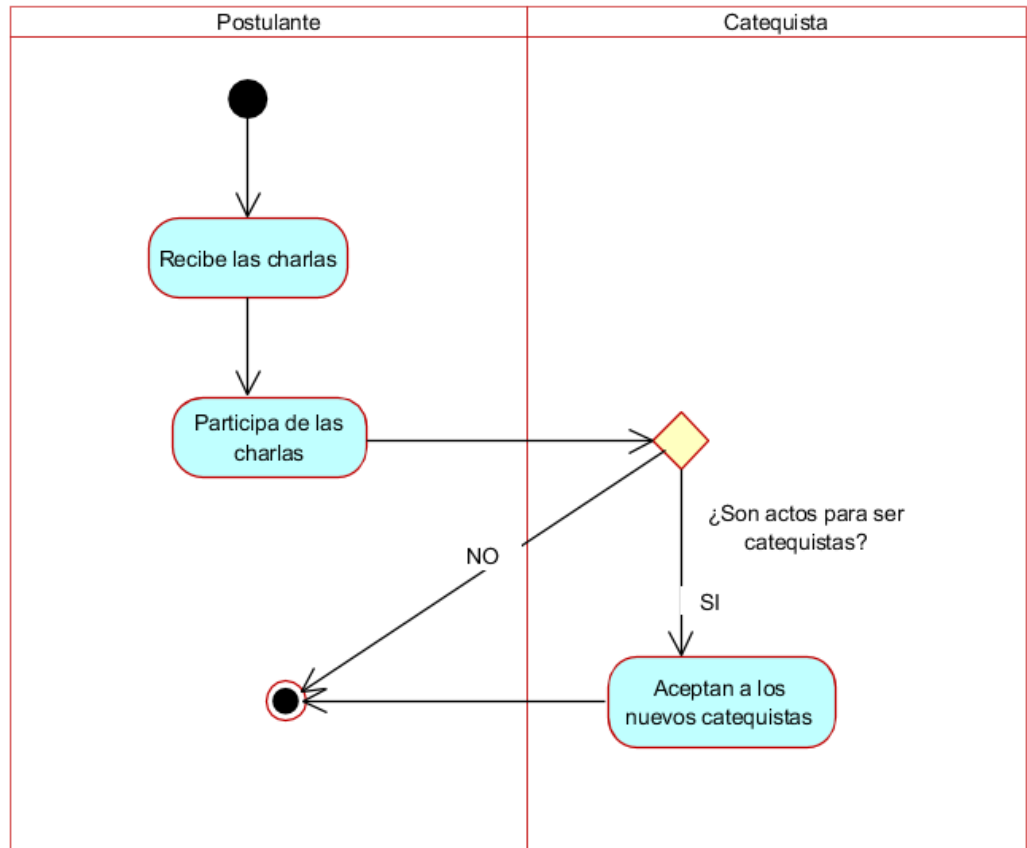 Postulante
Catequista
Recibe las charlas
Participa de las
charlas
¿Son actos para ser
catequistas?
NO
SI
Aceptan a los
nuevos catequistas